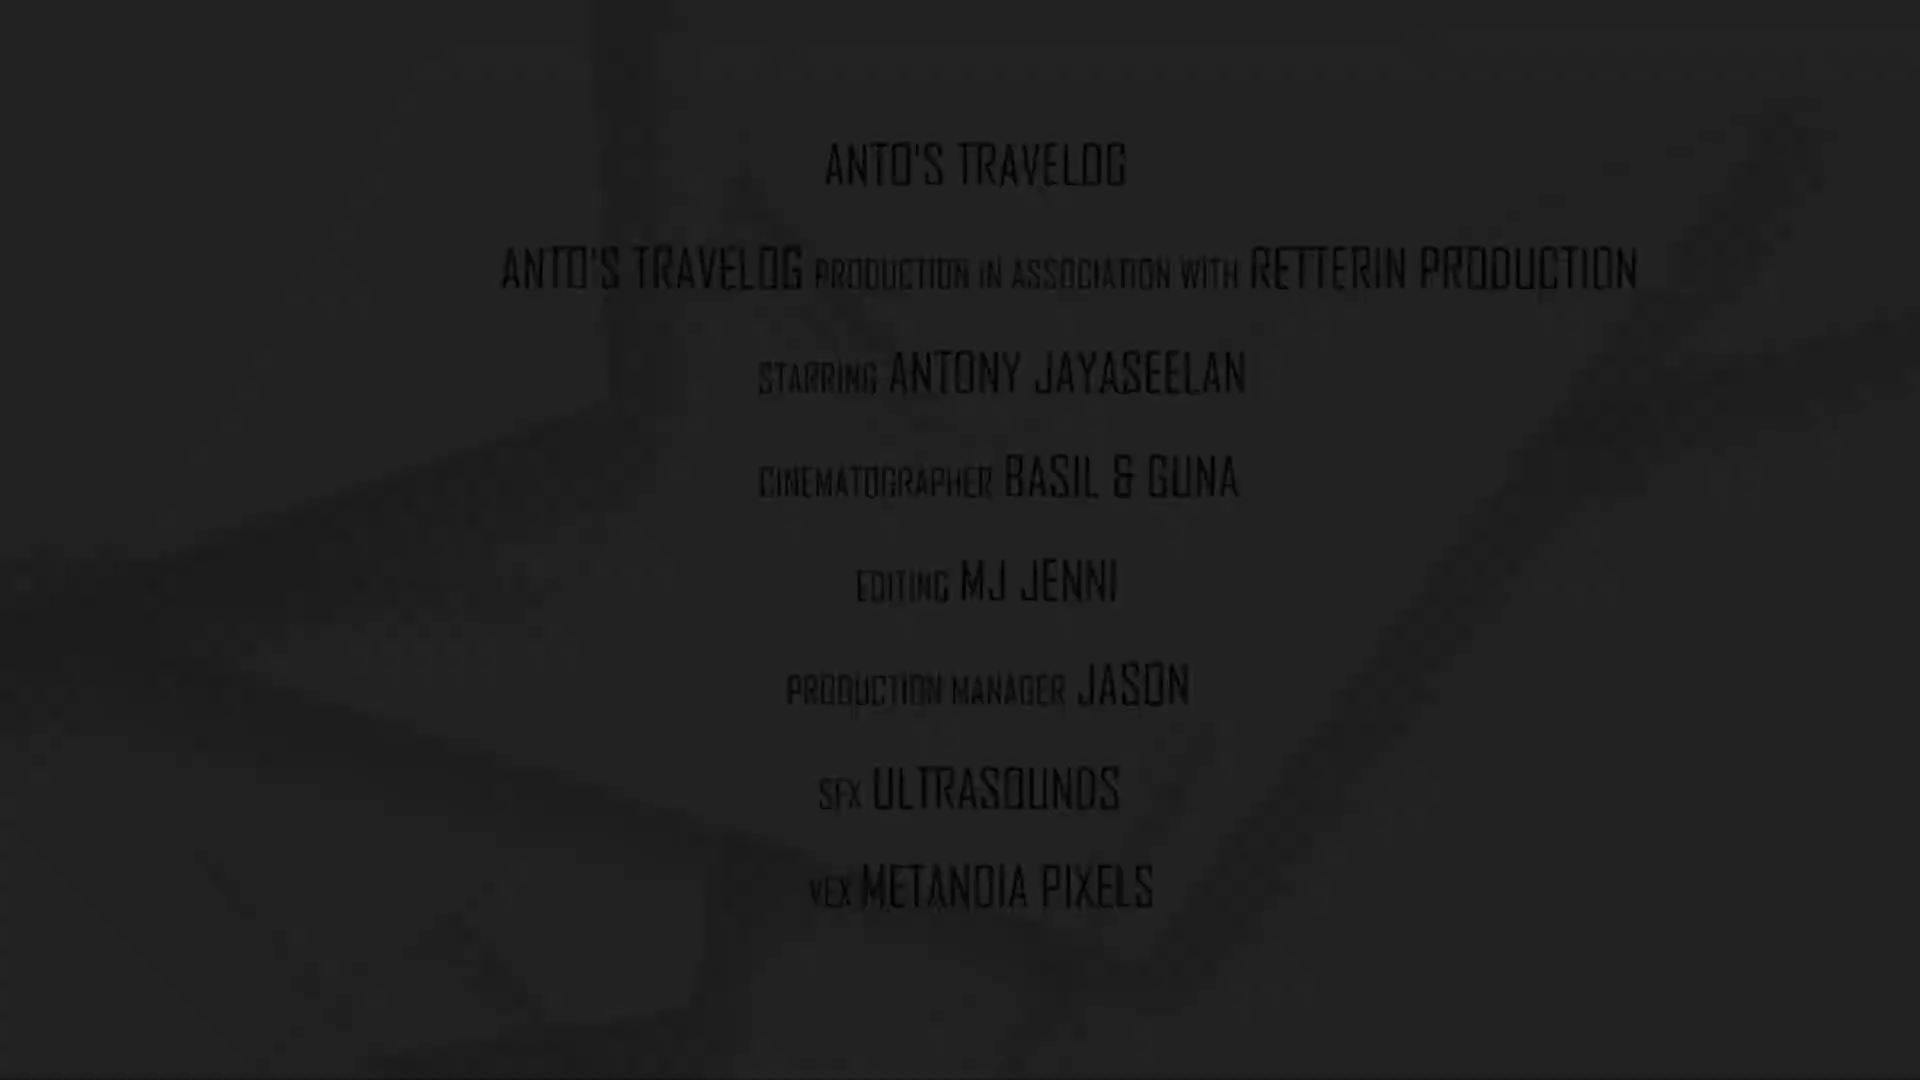 ANTO'S TRAVELOG
ANTO'S TRAVELOG PRODUCTION IN ASSOCIATION WITH RETTERIN PRODUCTION
STARRING ANTONY JAYASEELAN
CINEMATOGRAPHER BASIL & GUNA
EDITING MJ JENNI
PRODUCTION MANAGER JASON
SFX ULTRASOUNDS
VFX METANOIA PIXELS